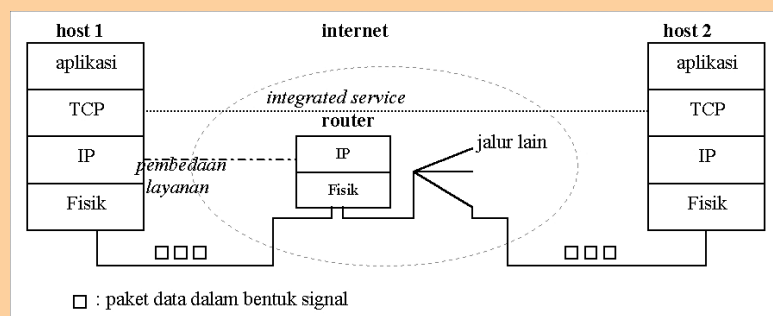 host 1
internet
host 2
aplikasi
aplikasi
TCP
integrated service
TCP
router
jalur lain
IP
IP
IP
pembedaan
layanan
Fisik
Fisik
Fisik
: paket data dalam bentuk signal